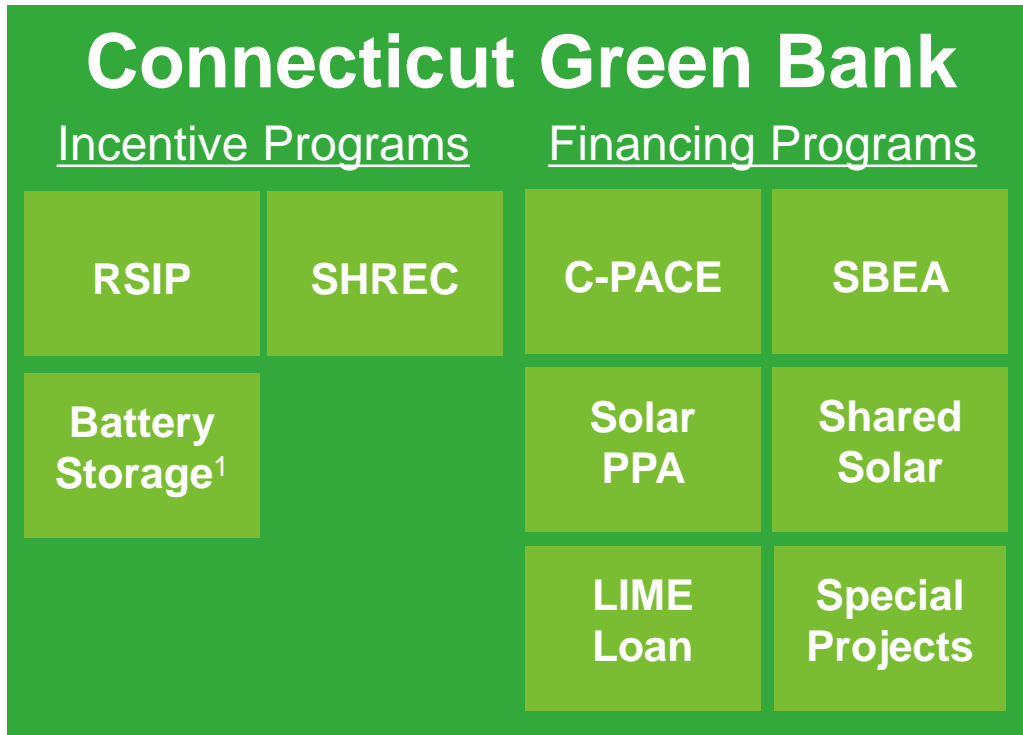 Connecticut Green Bank
Incentive Programs
RSIP
SHREC
Battery
Storage¹
Financing Programs
C-PACE
SBEA
Solar
PPA
Shared
Solar
LIME
Loan
Special
Projects